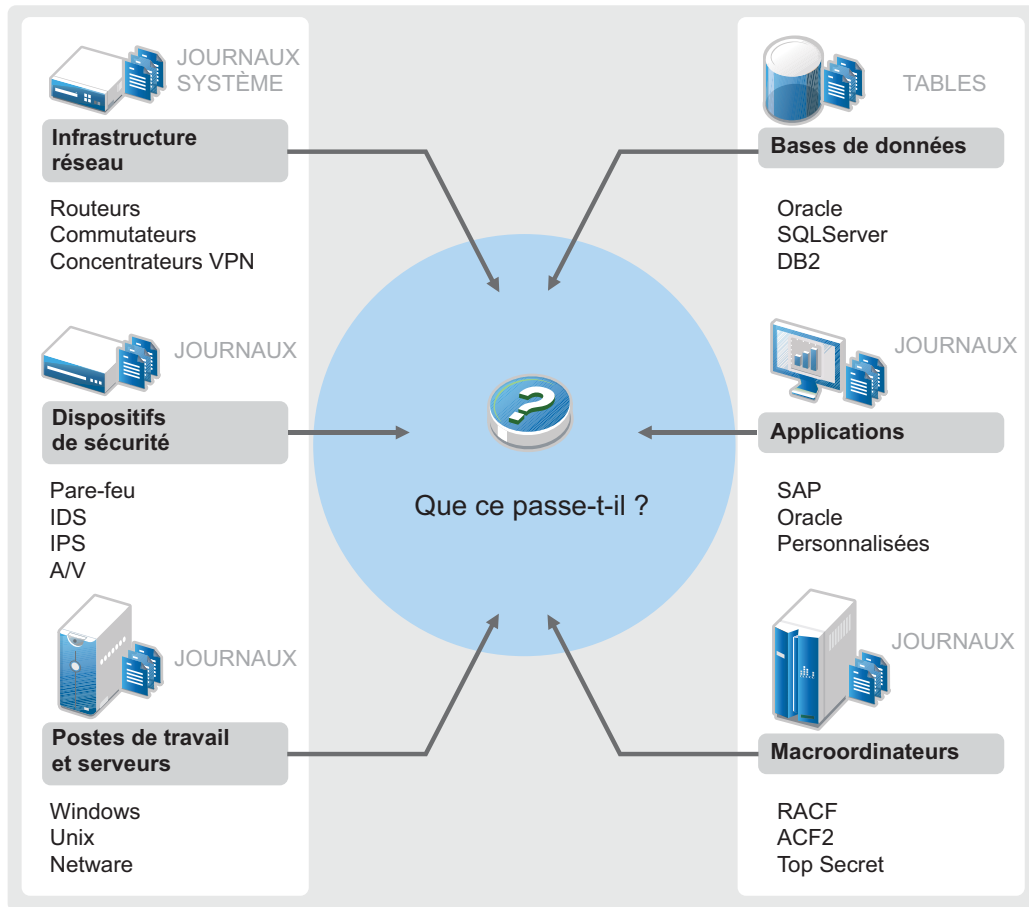 JOURNAUX
SYSTÈME
Infrastructure
réseau
Routeurs
Commutateurs
Concentrateurs VPN
JOURNAUX
Dispositifs
de sécurité
Pare-feu
IDS
IPS
A/V
JOURNAUX
Postes de travail
et serveurs
Windows
Unix
Netware
?
Que ce passe-t-il ?
TABLES
Bases de données
Oracle
SQLServer
DB2
JOURNAUX
Applications
SAP
Oracle
Personnalisées
JOURNAUX
Macroordinateurs
RACF
ACF2
Top Secret